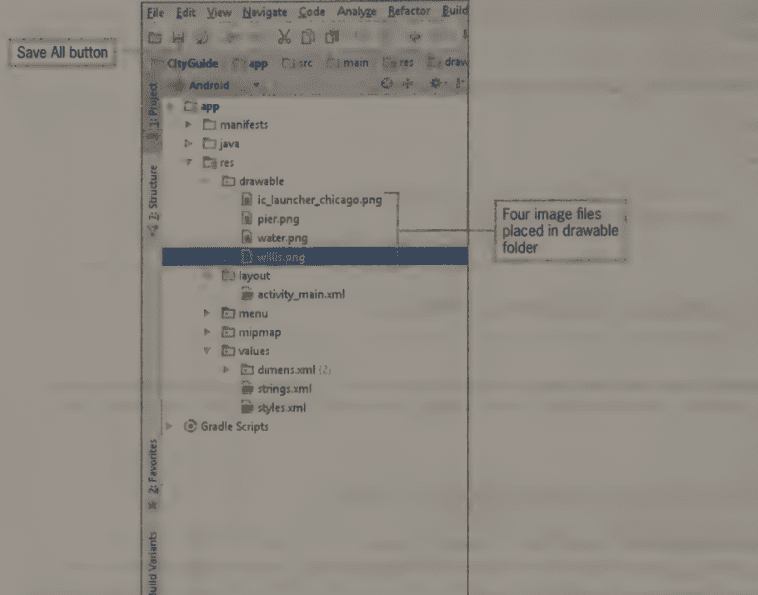 File Edit View Navigate Code Analyze Refactor Build
Save All button
CityGuide app src main res draw
Android
1: Project
app
manifests
java
res
drawable
7: Structure
ic_launcher_chicago.png
pier.png
water.png
willis.png
Four image files
placed in drawable
folder
layout
activity_main.xml
menu
mipmap
values
dimens.xml (2)
strings.xml
styles.xml
Gradle Scripts
2: Favorites
uild Variants